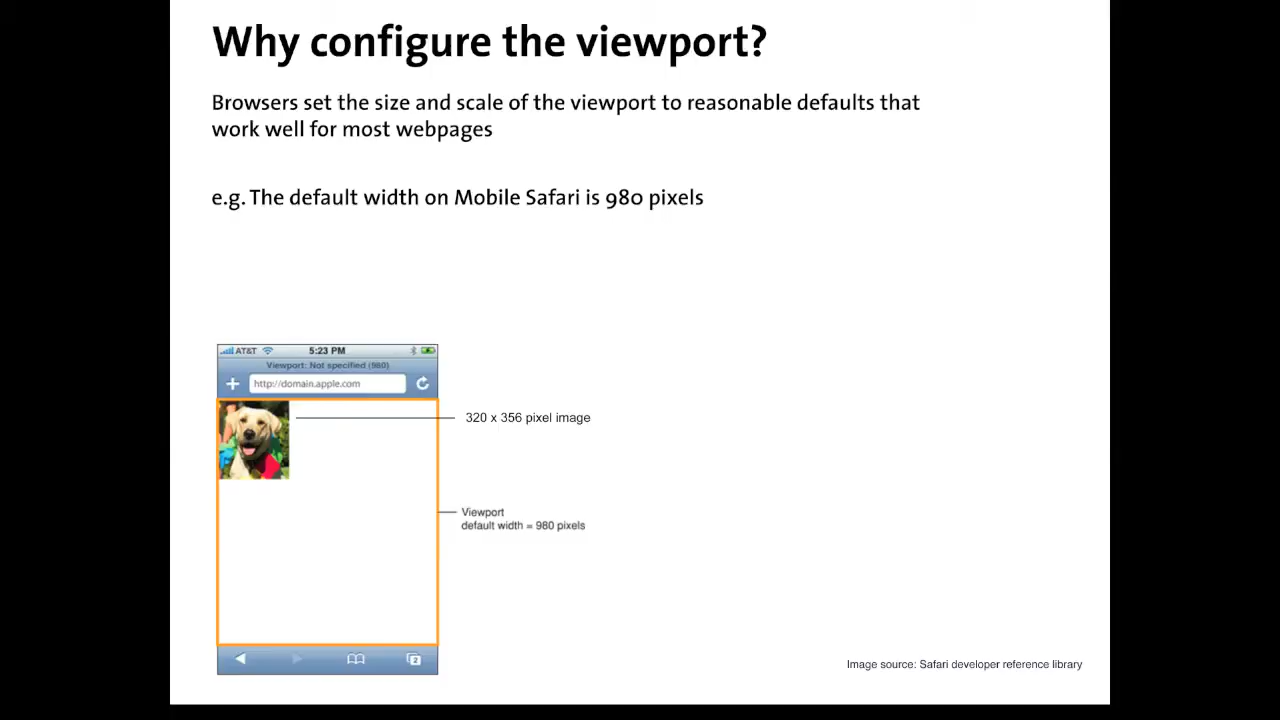 Why configure the viewport?
Browsers set the size and scale of the viewport to reasonable defaults that
work well for most webpages
e.g. The default width on Mobile Safari is 980 pixels
AT&T 5:23 PM
Viewport: Not specified (980)
http://domain.apple.com
320 x 356 pixel image
Viewport
default width = 980 pixels
2
Image source: Safari developer reference library